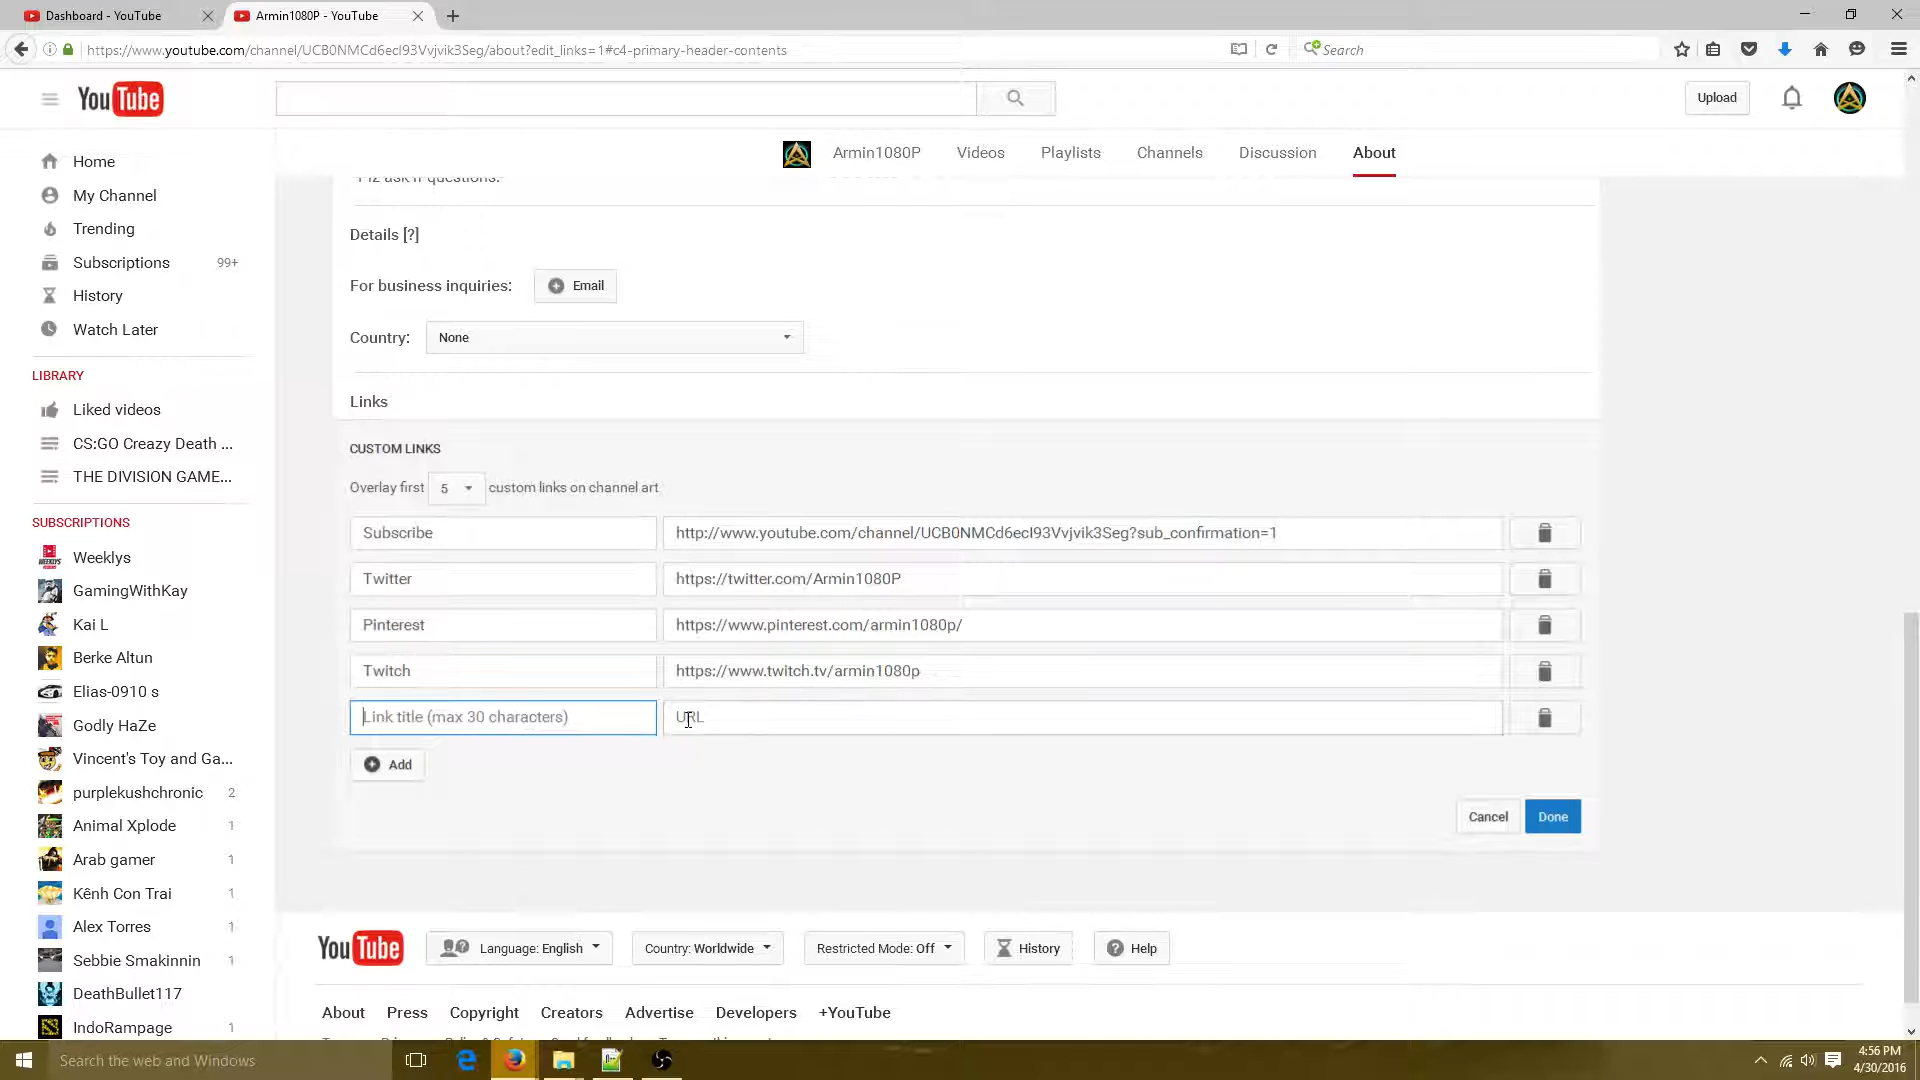 Dashboard - YouTube
Armin1080P - YouTube
https://www.youtube.com/channel/UCB0NMCd6ecI93Vvjvik3Seg/about?edit_links=1#c4-primary-header-contents
Search
YouTube
Upload
Armin1080P
Videos
Playlists
Channels
Discussion
About
Home
My Channel
Trending
Subscriptions 99+
History
Watch Later
LIBRARY
Liked videos
CS:GO Creazy Death ...
THE DIVISION GAME...
SUBSCRIPTIONS
Weeklys
GamingWithKay
Kai L
Berke Altun
Elias-0910 s
Godly HaZe
Vincent's Toy and Ga...
purplekushchronic 2
Animal Xplode 1
Arab gamer 1
Kênh Con Trai 1
Alex Torres 1
Sebbie Smakinnin 1
DeathBullet117
IndoRampage 1
Details [?]
For business inquiries: Email
Country: None
Links
CUSTOM LINKS
Overlay first 5 custom links on channel art
Subscribe http://www.youtube.com/channel/UCB0NMCd6ecI93Vvjvik3Seg?sub_confirmation=1
Twitter https://twitter.com/Armin1080P
Pinterest https://www.pinterest.com/armin1080p/
Twitch https://www.twitch.tv/armin1080p
Link title (max 30 characters) URL
Add
Cancel
Done
YouTube
Language: English
Country: Worldwide
Restricted Mode: Off
History
Help
About
Press
Copyright
Creators
Advertise
Developers
+YouTube
Search the web and Windows
4:56 PM
4/30/2016